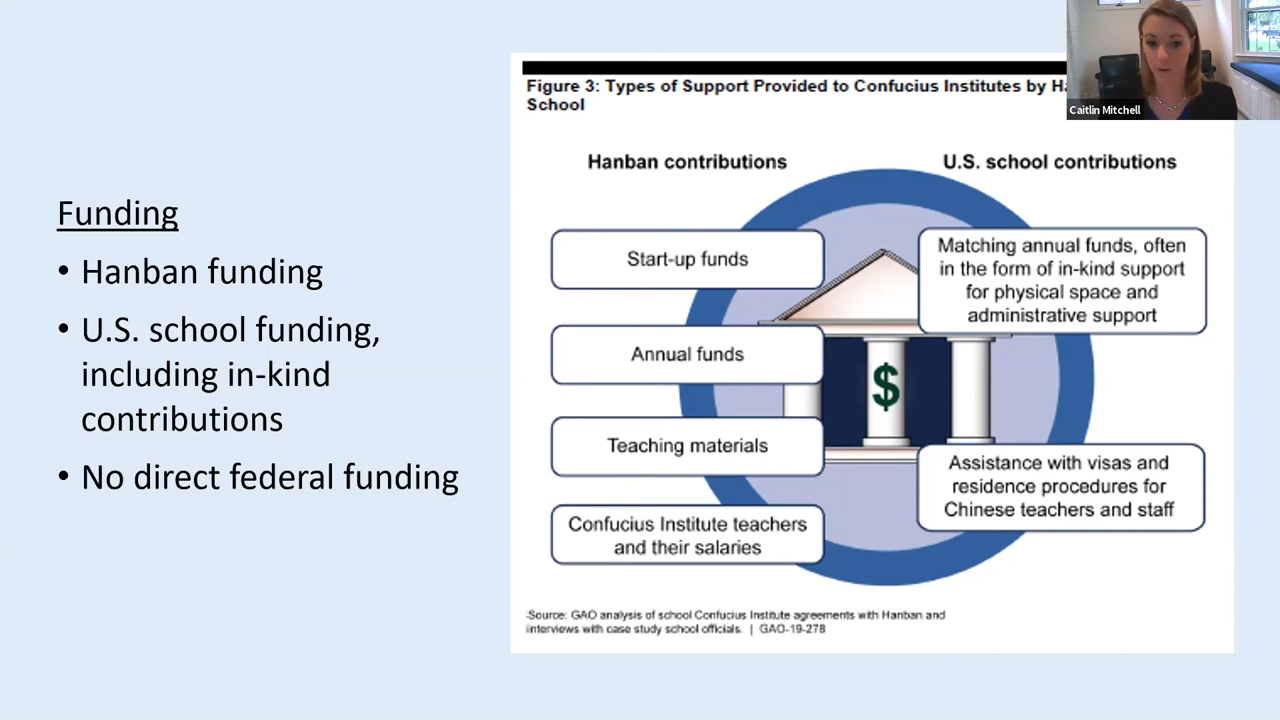 Funding
• Hanban funding
• U.S. school funding,
including in-kind
contributions
• No direct federal funding
Figure 3: Types of Support Provided to Confucius Institutes by
School
Caitlin Mitchell
Hanban contributions
Start-up funds
Annual funds
Teaching materials
Confucius Institute teachers
and their salaries
U.S. school contributions
Matching annual funds, often
in the form of in-kind support
for physical space and
administrative support
$
Assistance with visas and
residence procedures for
Chinese teachers and staff
Source: GAO analysis of school Confucius Institute agreements with Hanban and
interviews with case study school officials. | GAO-19-278